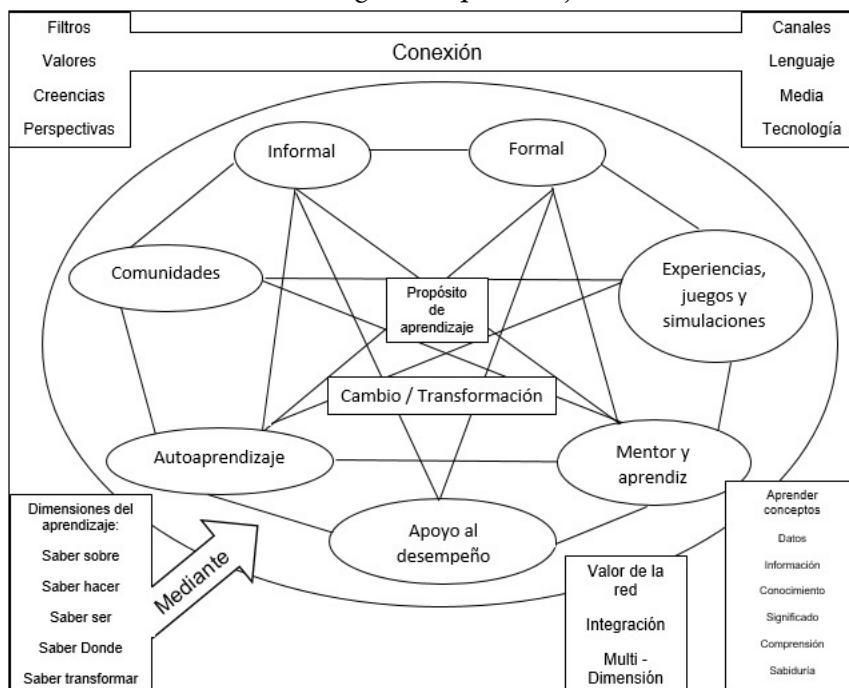 Filtros
Valores
Creencias
Perspectivas
Conexión
Canales
Lenguaje
Media
Tecnología
Informal
Formal
Comunidades
Experiencias,
juegos y
simulaciones
Propósito
de
aprendizaje
Cambio / Transformación
Autoaprendizaje
Mentor y
aprendiz
Apoyo al
desempeño
Dimensiones del
aprendizaje:
Saber sobre
Saber hacer
Saber ser
Saber Donde
Saber transformar
Mediante
Valor de la
red
Integración
Multi -
Dimensión
Aprender
conceptos
Datos
Información
Conocimiento
Significado
Comprensión
Sabiduría